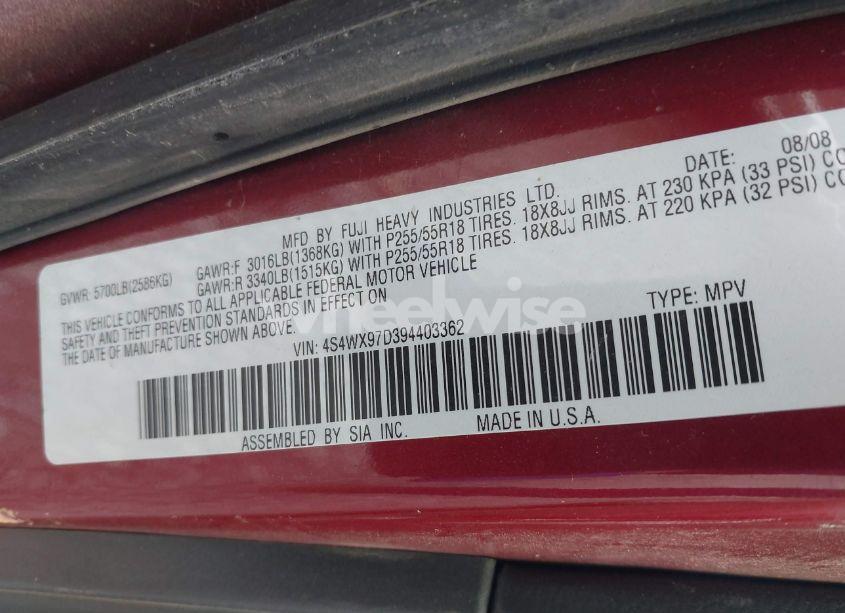 MFD BY FUJI HEAVY INDUSTRIES LTD. DATE: 08/08
GVWR: 5700LB(2586KG) GAWR:F 3016LB(1368KG) WITH P255/55R18 TIRES. 18X8JJ RIMS. AT 230 KPA (33 PSI)
GAWR:R 3340LB(1515KG) WITH P255/55R18 TIRES. 18X8JJ RIMS. AT 220 KPA (32 PSI)
THIS VEHICLE CONFORMS TO ALL APPLICABLE FEDERAL MOTOR VEHICLE
SAFETY AND THEFT PREVENTION STANDARDS IN EFFECT ON
THE DATE OF MANUFACTURE SHOWN ABOVE.
VIN: 4S4WX97D394403362 TYPE: MPV
ASSEMBLED BY SIA INC. MADE IN U.S.A.
wheelwise